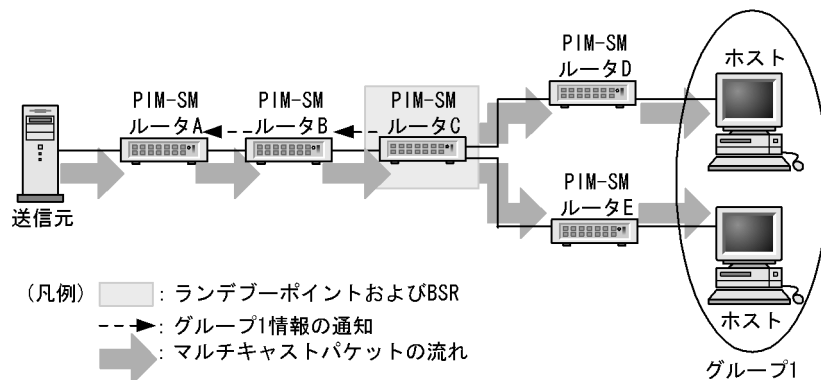 PIM-SM
ルータD
ホスト
PIM-SM
ルータA
PIM-SM
ルータB
PIM-SM
ルータC
送信元
PIM-SM
ルータE
ホスト
グループ1
(凡例)
: ランデブーポイントおよびBSR
: グループ1情報の通知
: マルチキャストパケットの流れ